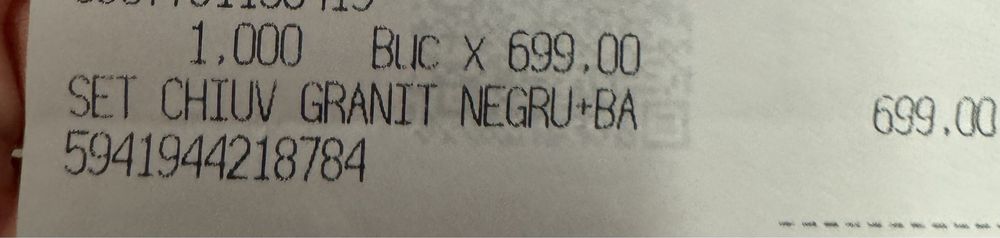 1,000 BUC X 699.00
SET CHIUV GRANIT NEGRU+BA 699.00
5941944218784